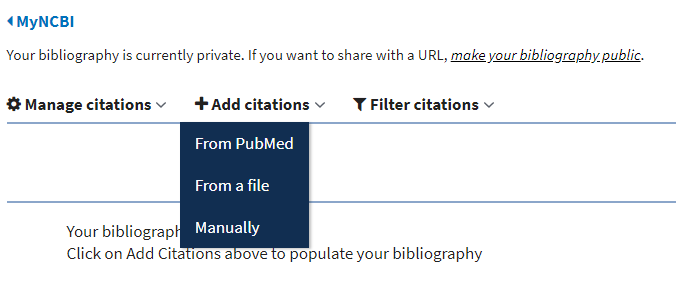 MyNCBI
Your bibliography is currently private. If you want to share with a URL, make your bibliography public.
Manage citations
Add citations
Filter citations
From PubMed
From a file
Manually
Your bibliograp
Click on Add Citations above to populate your bibliography